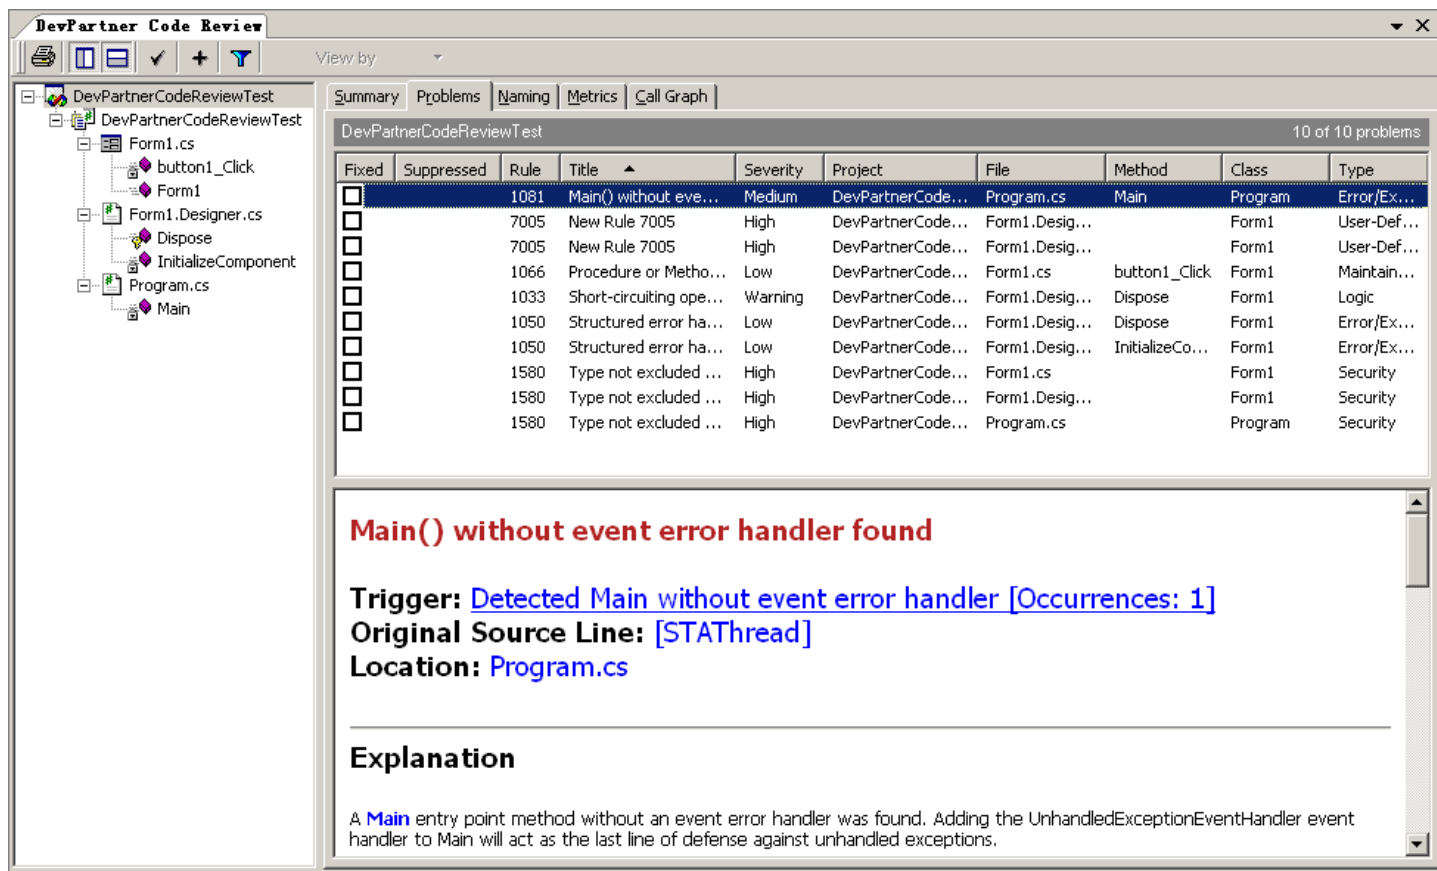 DevPartner Code Review
View by
DevPartnerCodeReviewTest
DevPartnerCodeReviewTest
Form1.cs
button1_Click
Form1
Form1.Designer.cs
Dispose
InitializeComponent
Program.cs
Main
Summary Problems Naming Metrics Call Graph
DevPartnerCodeReviewTest 10 of 10 problems
Fixed Suppressed Rule Title Severity Project File Method Class Type
1081 Main() without eve... Medium DevPartnerCode... Program.cs Main Program Error/Ex...
7005 New Rule 7005 High DevPartnerCode... Form1.Desig... Form1 User-Def...
7005 New Rule 7005 High DevPartnerCode... Form1.Desig... Form1 User-Def...
1066 Procedure or Metho... Low DevPartnerCode... Form1.cs button1_Click Form1 Maintain...
1033 Short-circuiting ope... Warning DevPartnerCode... Form1.Desig... Dispose Form1 Logic
1050 Structured error ha... Low DevPartnerCode... Form1.Desig... Dispose Form1 Error/Ex...
1050 Structured error ha... Low DevPartnerCode... Form1.Desig... InitializeCo... Form1 Error/Ex...
1580 Type not excluded ... High DevPartnerCode... Form1.cs Form1 Security
1580 Type not excluded ... High DevPartnerCode... Form1.Desig... Form1 Security
1580 Type not excluded ... High DevPartnerCode... Program.cs Program Security
Main() without event error handler found
Trigger: Detected Main without event error handler [Occurrences: 1]
Original Source Line: [STAThread]
Location: Program.cs
Explanation
A Main entry point method without an event error handler was found. Adding the UnhandledExceptionEventHandler event
handler to Main will act as the last line of defense against unhandled exceptions.